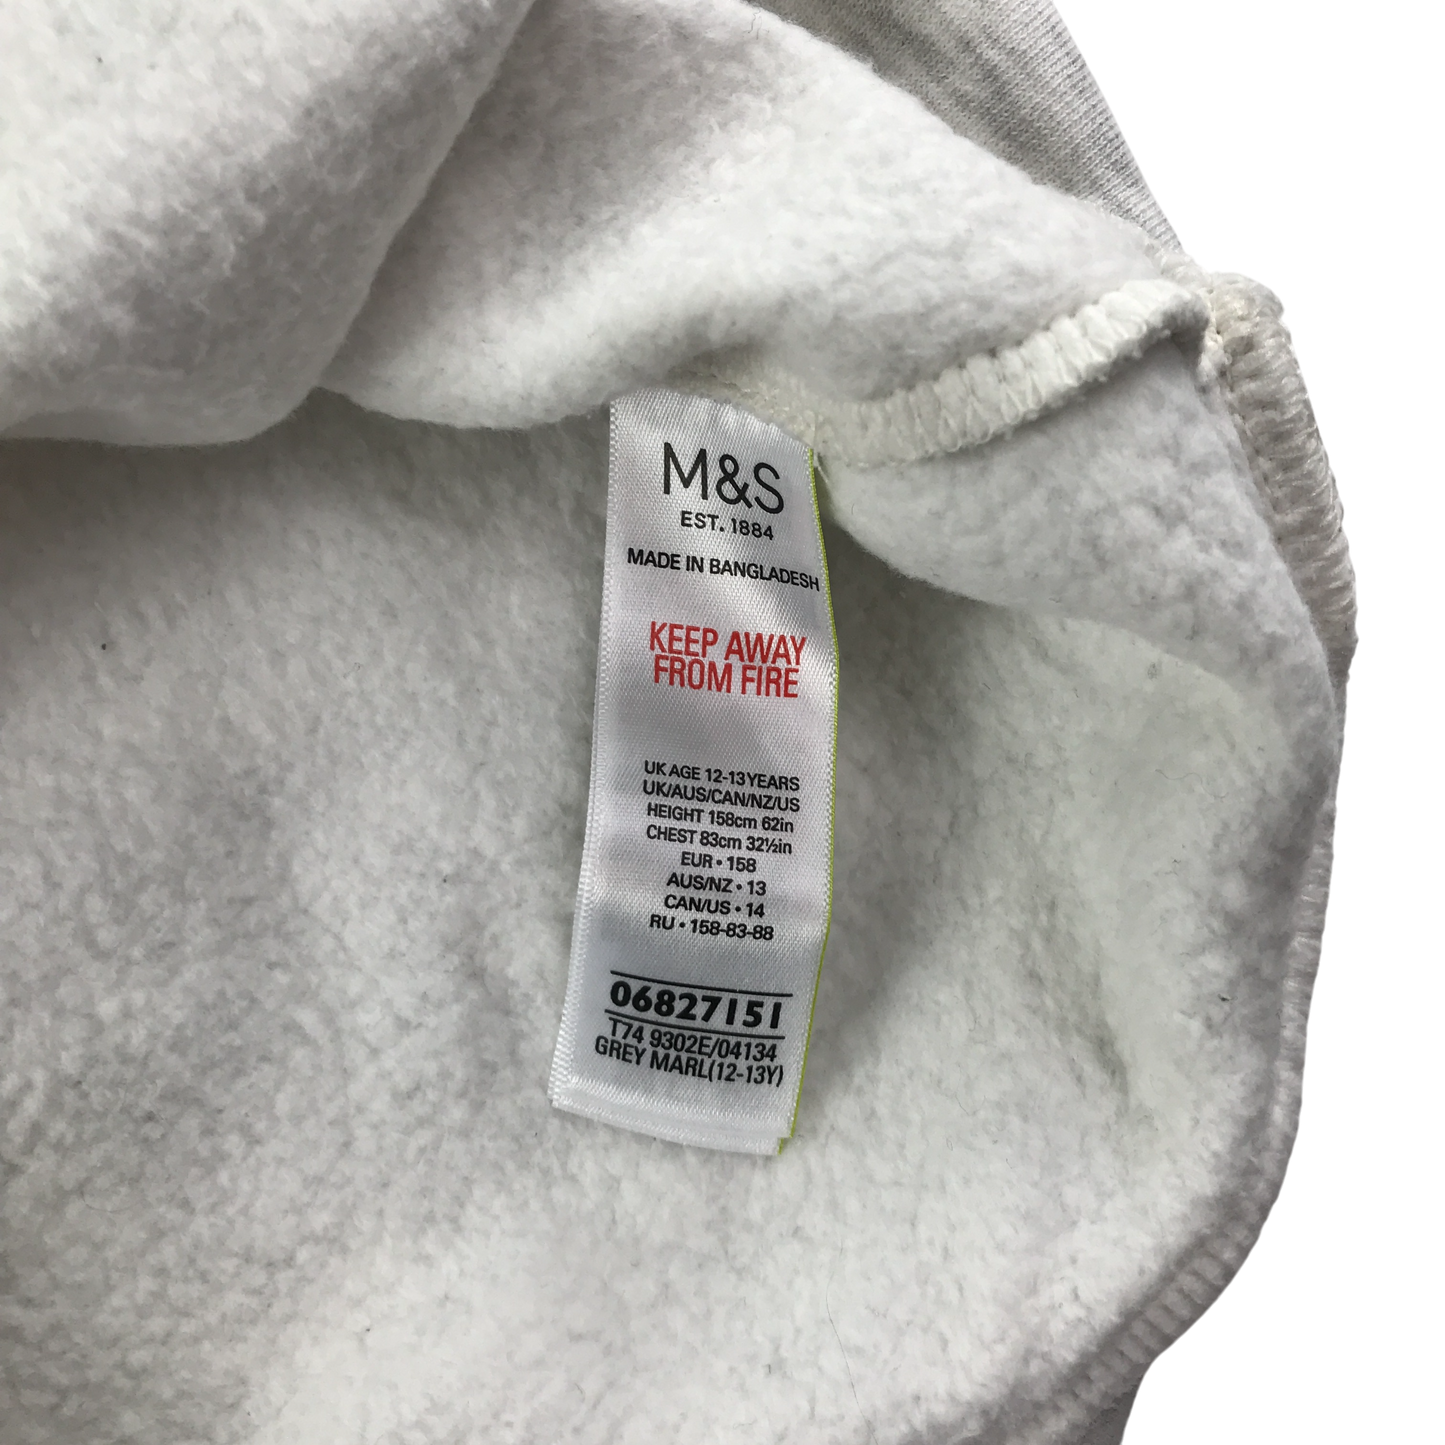 M&S
EST. 1884
MADE IN BANGLADESH
KEEP AWAY
FROM FIRE
UK AGE 12-13YEARS
UK/AUS/CAN/NZ/US
HEIGHT 158cm 62in
CHEST 83cm 32½in
EUR • 158
AUS/NZ • 13
CAN/US • 14
RU • 158-83-88
06827151
T74 9302E/04134
GREY MARL(12-13Y)